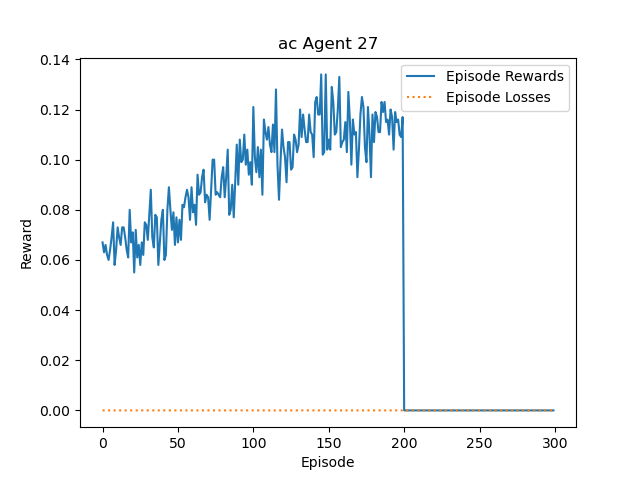 ac Agent 27
Episode Rewards
Episode Losses
Reward
0.14
0.12
0.10
0.08
0.06
0.04
0.02
0.00
0 50 100 150 200 250 300
Episode